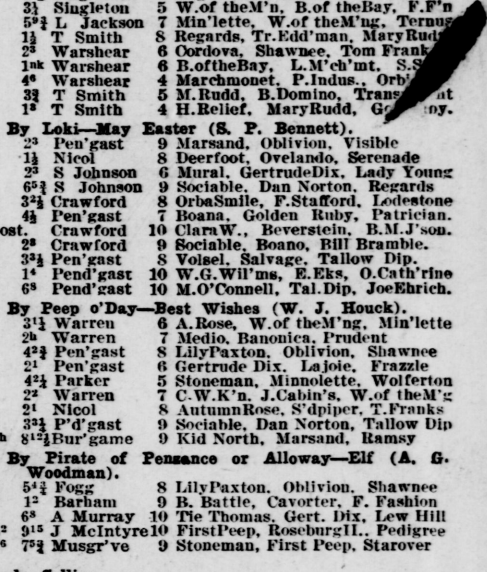 3½ Singleton 5 W.of theM'n, B.of theBay, F.F'n
5⁹¾ L Jackson 7 Min'lette, W.of theM'ng, Ternus
1½ T Smith 8 Regards, Tr.Edd'man, MaryRudd
2³ Warshear 6 Cordova, Shawnee, Tom Frank
1ⁿᵏ Warshear 6 B.oftheBay, L.M'ch'mt,
4⁶ Warshear 4 Marchmonet, P.Indus.,
3¾ T Smith 5 M.Rudd, B.Domino,
1³ T Smith 4 H.Relief, MaryRudd,
By Loki—May Easter (S. P. Bennett).
2³ Pen'gast 9 Marsand, Oblivion, Visible
1½ Nicol 8 Deerfoot, Ovelando, Serenade
2³ S Johnson 6 Mural, GertrudeDix, Lady Young
6⁵¾ S Johnson 9 Sociable, Dan Norton, Regards
3²½ Crawford 8 OrbaSmile, F.Stafford, Lodestone
4½ Pen'gast 7 Boana, Golden Ruby, Patrician.
ost. Crawford 10 ClaraW., Beverstein, B.M.J'son.
2⁸ Crawford 9 Sociable, Boano, Bill Bramble.
3³½ Pen'gast 8 Volsel, Salvage, Tallow Dip.
1⁴ Pend'gast 10 W.G.Wil'ms, E.Eks, O.Cath'rine
6⁸ Pend'gast 10 M.O'Connell, Tal.Dip, JoeEhrich.
By Peep o'Day—Best Wishes (W. J. Houck).
3¹½ Warren 6 A.Rose, W.of theM'ng, Min'lette
2ʰ Warren 7 Medio, Banonica, Prudent
4²¾ Pen'gast 8 LilyPaxton, Oblivion, Shawnee
2¹ Pen'gast 6 Gertrude Dix, Lajoie, Frazzle
4²½ Parker 5 Stoneman, Minnolette, Wolferton
2² Warren 7 C.W.K'n, J.Cabin's, W.of theM'g
2¹ Nicol 8 AutumnRose, S'dpiper, T.Franks
3³½ P'd'gast 9 Sociable, Dan Norton, Tallow Dip
h 8¹²½Bur'game 9 Kid North, Marsand, Ramsy
By Pirate of Penzance or Alloway—Elf (A. G.
Woodman).
5⁴¾ Fogg 8 LilyPaxton, Oblivion, Shawnee
1² Barham 9 B. Battle, Cavorter, F. Fashion
6⁸ A Murray 10 Tie Thomas, Gert. Dix, Lew Hill
2 9¹⁵ J McIntyre10 FirstPeep, RoseburgII., Pedigree
6 7⁵¾ Musgr've 9 Stoneman, First Peep, Starover